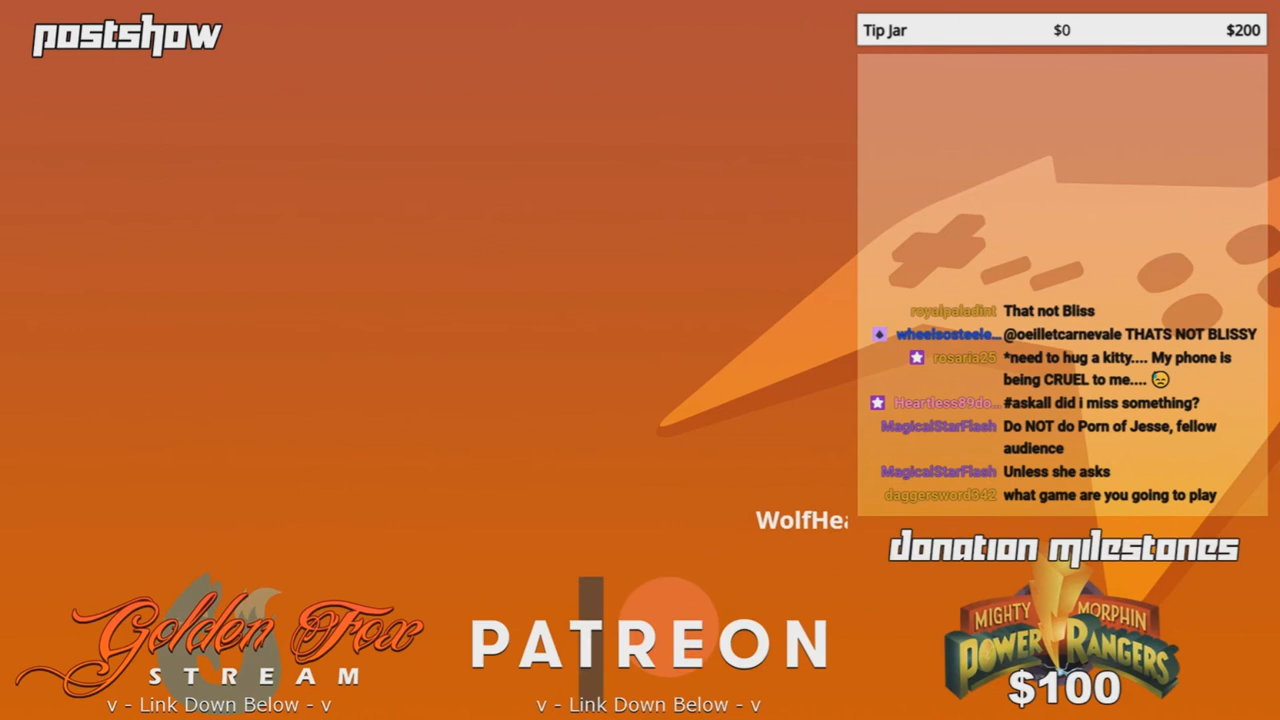 postshow
Tip Jar $0 $200
royalpaladint That not Bliss
wheelsosteele... @oeilletcarnevale THATS NOT BLISSY
rosaria25 *need to hug a kitty.... My phone is
being CRUEL to me.... 😓
Heartless89do... #askall did i miss something?
MagicalStarFlash Do NOT do Porn of Jesse, fellow
audience
MagicalStarFlash Unless she asks
daggersword342 what game are you going to play
WolfHea
donation milestones
MIGHTY MORPHIN
POWER RANGERS
$100
Golden Fox
STREAM
v - Link Down Below - v
PATREON
v - Link Down Below - v